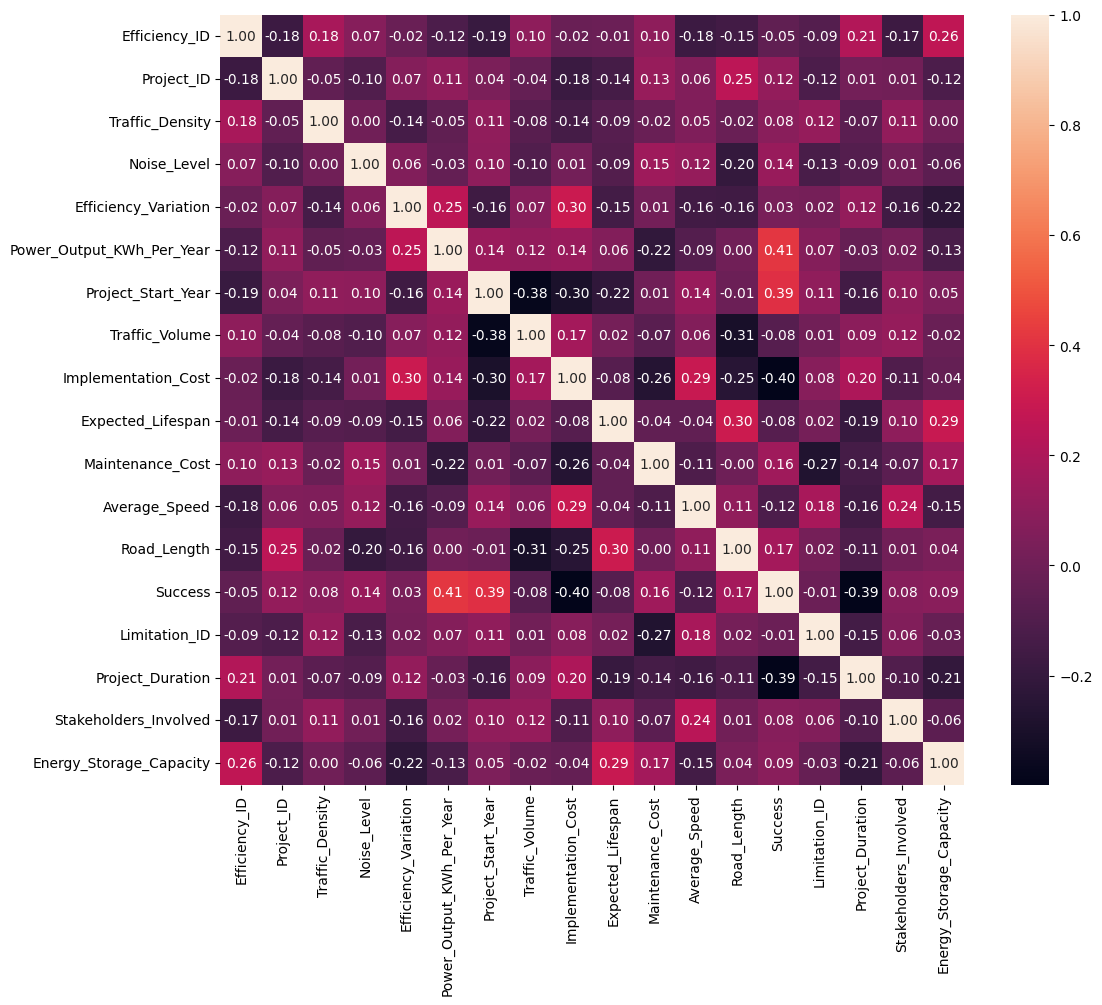 Efficiency_ID 1.00 -0.18 0.18 0.07 -0.02 -0.12 -0.19 0.10 -0.02 -0.01 0.10 -0.18 -0.15 -0.05 -0.09 0.21 -0.17 0.26 1.0
Project_ID -0.18 1.00 -0.05 -0.10 0.07 0.11 0.04 -0.04 -0.18 -0.14 0.13 0.06 0.25 0.12 -0.12 0.01 0.01 -0.12
Traffic_Density 0.18 -0.05 1.00 0.00 -0.14 -0.05 0.11 -0.08 -0.14 -0.09 -0.02 0.05 -0.02 0.08 0.12 -0.07 0.11 0.00 0.8
Noise_Level 0.07 -0.10 0.00 1.00 0.06 -0.03 0.10 -0.10 0.01 -0.09 0.15 0.12 -0.20 0.14 -0.13 -0.09 0.01 -0.06
Efficiency_Variation -0.02 0.07 -0.14 0.06 1.00 0.25 -0.16 0.07 0.30 -0.15 0.01 -0.16 -0.16 0.03 0.02 0.12 -0.16 -0.22
Power_Output_KWh_Per_Year -0.12 0.11 -0.05 -0.03 0.25 1.00 0.14 0.12 0.14 0.06 -0.22 -0.09 0.00 0.41 0.07 -0.03 0.02 -0.13 0.6
Project_Start_Year -0.19 0.04 0.11 0.10 -0.16 0.14 1.00 -0.38 -0.30 -0.22 0.01 0.14 -0.01 0.39 0.11 -0.16 0.10 0.05
Traffic_Volume 0.10 -0.04 -0.08 -0.10 0.07 0.12 -0.38 1.00 0.17 0.02 -0.07 0.06 -0.31 -0.08 0.01 0.09 0.12 -0.02 0.4
Implementation_Cost -0.02 -0.18 -0.14 0.01 0.30 0.14 -0.30 0.17 1.00 -0.08 -0.26 0.29 -0.25 -0.40 0.08 0.20 -0.11 -0.04
Expected_Lifespan -0.01 -0.14 -0.09 -0.09 -0.15 0.06 -0.22 0.02 -0.08 1.00 -0.04 -0.04 0.30 -0.08 0.02 -0.19 0.10 0.29
Maintenance_Cost 0.10 0.13 -0.02 0.15 0.01 -0.22 0.01 -0.07 -0.26 -0.04 1.00 -0.11 -0.00 0.16 -0.27 -0.14 -0.07 0.17 0.2
Average_Speed -0.18 0.06 0.05 0.12 -0.16 -0.09 0.14 0.06 0.29 -0.04 -0.11 1.00 0.11 -0.12 0.18 -0.16 0.24 -0.15
Road_Length -0.15 0.25 -0.02 -0.20 -0.16 0.00 -0.01 -0.31 -0.25 0.30 -0.00 0.11 1.00 0.17 0.02 -0.11 0.01 0.04 0.0
Success -0.05 0.12 0.08 0.14 0.03 0.41 0.39 -0.08 -0.40 -0.08 0.16 -0.12 0.17 1.00 -0.01 -0.39 0.08 0.09
Limitation_ID -0.09 -0.12 0.12 -0.13 0.02 0.07 0.11 0.01 0.08 0.02 -0.27 0.18 0.02 -0.01 1.00 -0.15 0.06 -0.03
Project_Duration 0.21 0.01 -0.07 -0.09 0.12 -0.03 -0.16 0.09 0.20 -0.19 -0.14 -0.16 -0.11 -0.39 -0.15 1.00 -0.10 -0.21 −0.2
Stakeholders_Involved -0.17 0.01 0.11 0.01 -0.16 0.02 0.10 0.12 -0.11 0.10 -0.07 0.24 0.01 0.08 0.06 -0.10 1.00 -0.06
Energy_Storage_Capacity 0.26 -0.12 0.00 -0.06 -0.22 -0.13 0.05 -0.02 -0.04 0.29 0.17 -0.15 0.04 0.09 -0.03 -0.21 -0.06 1.00
Efficiency_ID
Project_ID
Traffic_Density
Noise_Level
Efficiency_Variation
Power_Output_KWh_Per_Year
Project_Start_Year
Traffic_Volume
Implementation_Cost
Expected_Lifespan
Maintenance_Cost
Average_Speed
Road_Length
Success
Limitation_ID
Project_Duration
Stakeholders_Involved
Energy_Storage_Capacity